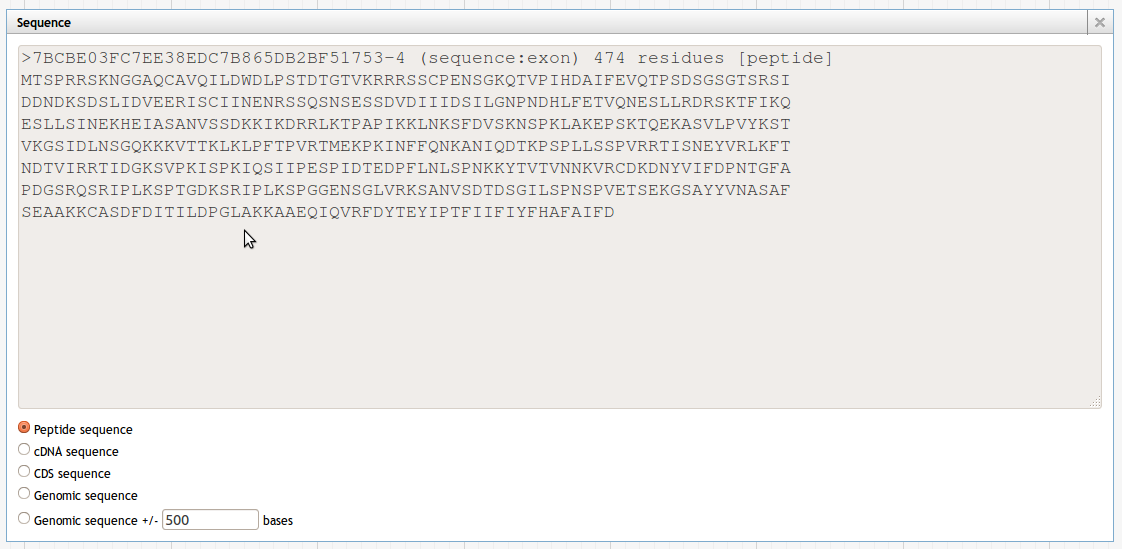 Sequence
>7BCBE03FC7EE38EDC7B865DB2BF51753-4 (sequence:exon) 474 residues [peptide]
MTSPRRSKNGGAQCAVQILDWDLPSTDTGTVKRRRSSCPENSGKQTVPIHDAIFEVQTPSDSGSGTSRSI
DDNDKSDSLIDVEERISCIINENRSSQSNSESSDVDIIIDSILGNPNDHLFETVQNESLLRDRSKTFIKQ
ESLLSINEKHEIASANVSSDKKIKDRRLKTPAPIKKLNKSFDVSKNSPKLAKEPSKTQEKASVLPVYKST
VKGSIDLNSGQKKKVTTKLKLPFTPVRTMEKPKINFFQNKANIQDTKPSPLLSSPVRRTISNEYVRLKFT
NDTVIRRTIDGKSVPKISPKIQSIIPESPIDTEDPFLNLSPNKKYTVTVNNKVRCDKDNYVIFDPNTGFA
PDGSRQSRIPLKSPTGDKSRIPLKSPGGENSGLVRKSANVSDTDSGILSPNSPVETSEKGSAYYVNASAF
SEAAKKCASDFDITILDPGLAKKAAEQIQVRFDYTEYIPTFIIFIYFHAFAIFD
Peptide sequence
cDNA sequence
CDS sequence
Genomic sequence
Genomic sequence +/- 500 bases